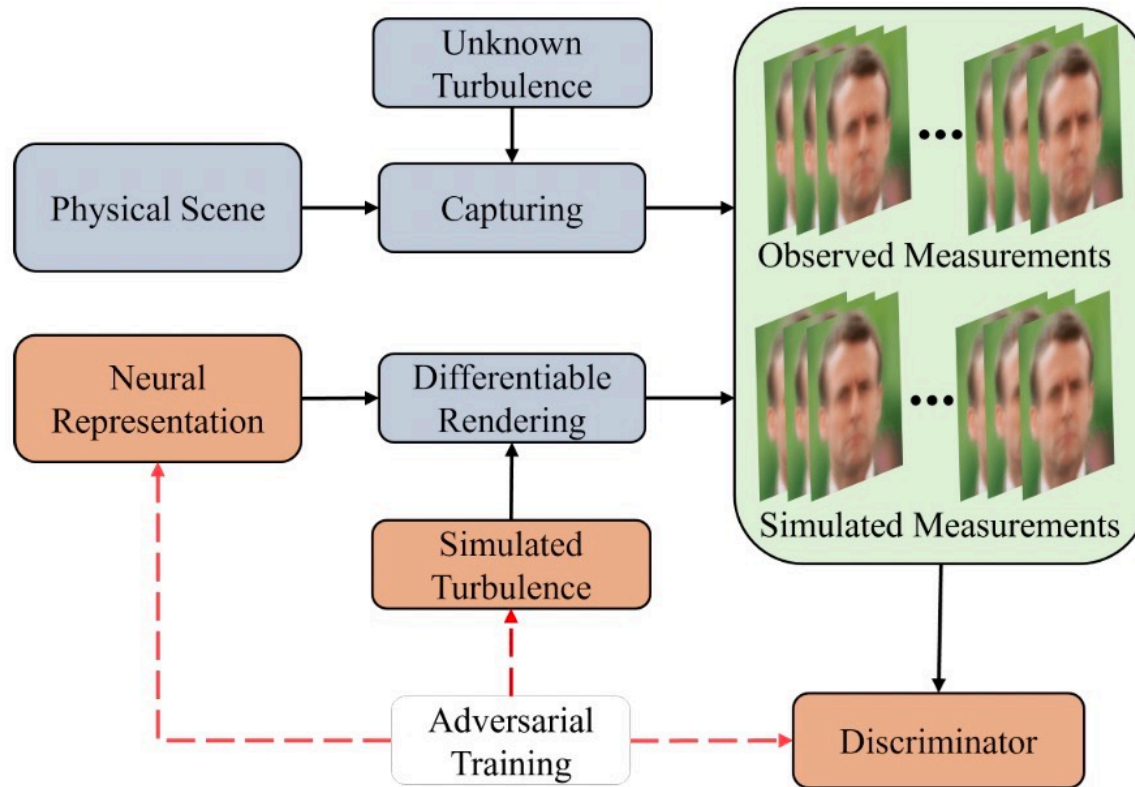 Unknown
Turbulence
Physical Scene
Capturing
Observed Measurements
Neural
Representation
Differentiable
Rendering
Simulated
Turbulence
Simulated Measurements
Adversarial
Training
Discriminator